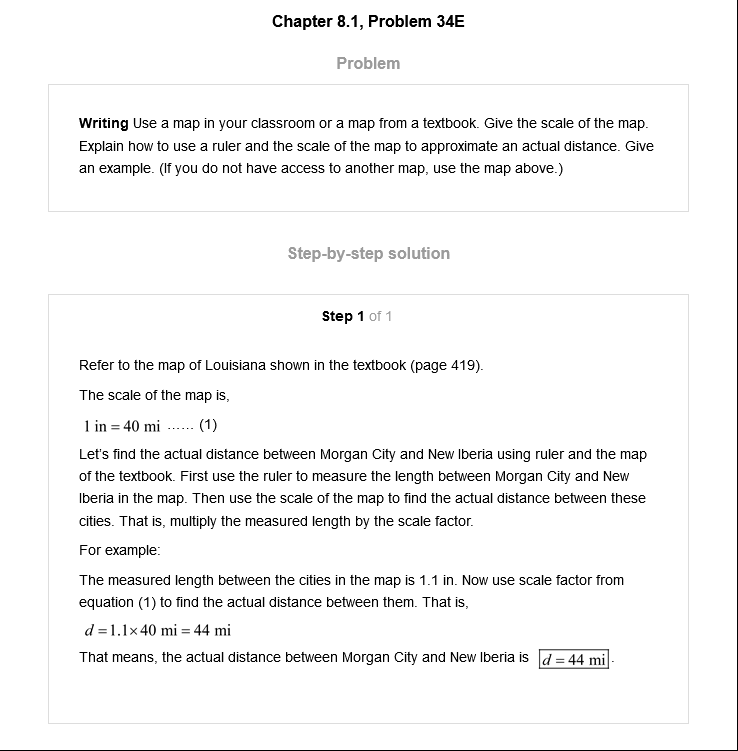 Chapter 8.1, Problem 34E
Problem
Writing Use a map in your classroom or a map from a textbook. Give the scale of the map.
Explain how to use a ruler and the scale of the map to approximate an actual distance. Give
an example. (If you do not have access to another map, use the map above.)
Step-by-step solution
Step 1 of 1
Refer to the map of Louisiana shown in the textbook (page 419).
The scale of the map is,
1 in = 40 mi ...... (1)
Let's find the actual distance between Morgan City and New Iberia using ruler and the map
of the textbook. First use the ruler to measure the length between Morgan City and New
Iberia in the map. Then use the scale of the map to find the actual distance between these
cities. That is, multiply the measured length by the scale factor.
For example:
The measured length between the cities in the map is 1.1 in. Now use scale factor from
equation (1) to find the actual distance between them. That is,
d = 1.1× 40 mi = 44 mi
That means, the actual distance between Morgan City and New Iberia is d = 44 mi.